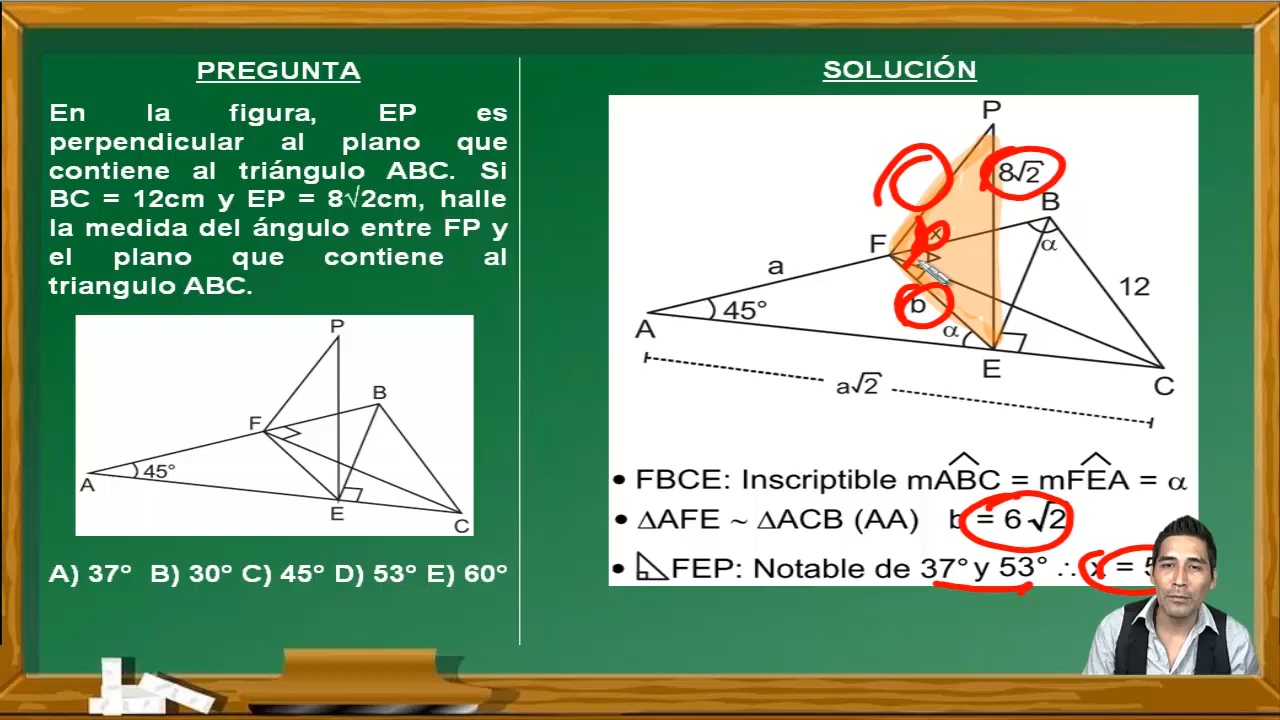 PREGUNTA
En la figura, EP es
perpendicular al plano que
contiene al triángulo ABC. Si
BC = 12cm y EP = 8√2cm, halle
la medida del ángulo entre FP y
el plano que contiene al
triangulo ABC.
P
B
F
45°
A
E
C
A) 37° B) 30° C) 45° D) 53° E) 60°
SOLUCIÓN
P
8√2
B
x
F
α
a
12
45°
b
A
α
E
C
a√2
• FBCE: Inscriptible mABC = mFEA = α
• ΔAFE ~ ΔACB (AA) b = 6√2
• ⊿FEP: Notable de 37° y 53° ∴ x = 5